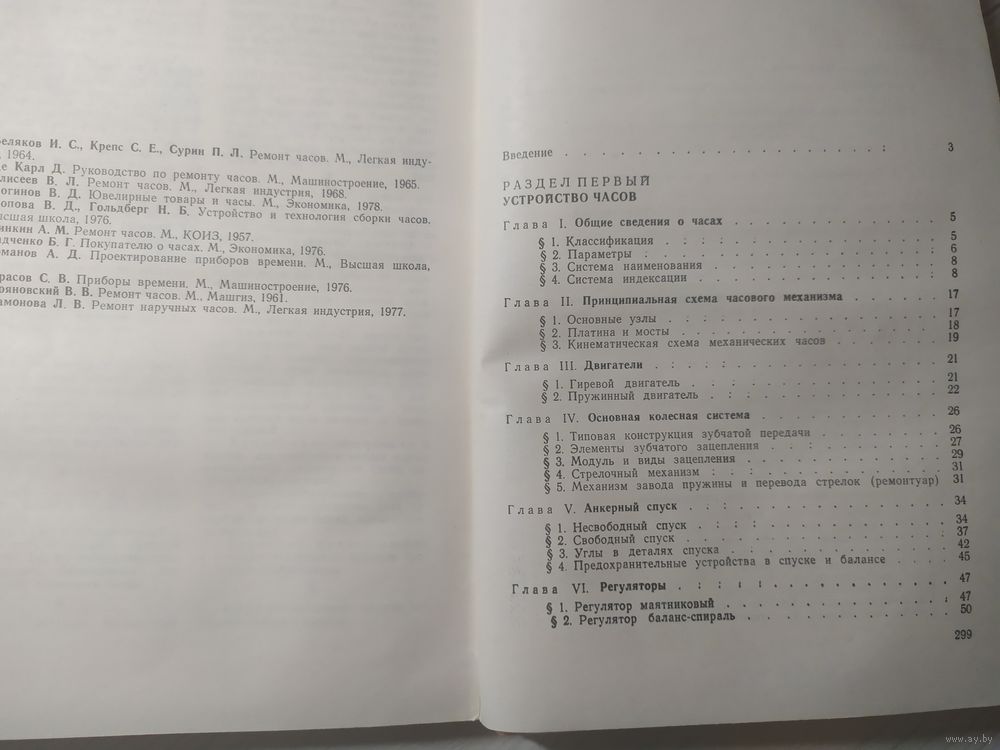 еляков И. С., Крепс С. Е., Сурин П. Л. Ремонт часов. М., Легкая инду-
, 1964.
е Карл Д. Руководство по ремонту часов. М., Машиностроение, 1965.
лисеев В. Л. Ремонт часов. М., Легкая индустрия, 1968.
огинов В. Д. Ювелирные товары и часы. М., Экономика, 1978.
опова В. Д., Гольдберг Н. Б. Устройство и технология сборки часов.
ысшая школа, 1976.
инкин А. М. Ремонт часов. М., КОИЗ, 1957.
адченко Б. Г. Покупателю о часах. М., Экономика, 1976.
оманов А. Д. Проектирование приборов времени. М., Высшая школа,
расов С. В. Приборы времени. М., Машиностроение, 1976.
ояновский В. В. Ремонт часов. М., Машгиз, 1961.
амонова Л. В. Ремонт наручных часов. М., Легкая индустрия, 1977.
Введение 3
РАЗДЕЛ ПЕРВЫЙ
УСТРОЙСТВО ЧАСОВ
Глава I. Общие сведения о часах 5
§ 1. Классификация 5
§ 2. Параметры 6
§ 3. Система наименования 8
§ 4. Система индексации 8
Глава II. Принципиальная схема часового механизма 17
§ 1. Основные узлы 17
§ 2. Платина и мосты 18
§ 3. Кинематическая схема механических часов 19
Глава III. Двигатели 21
§ 1. Гиревой двигатель 21
§ 2. Пружинный двигатель 22
Глава IV. Основная колесная система 26
§ 1. Типовая конструкция зубчатой передачи 26
§ 2. Элементы зубчатого зацепления 27
§ 3. Модуль и виды зацепления 29
§ 4. Стрелочный механизм 31
§ 5. Механизм завода пружины и перевода стрелок (ремонтуар) 31
Глава V. Анкерный спуск 34
§ 1. Несвободный спуск 34
§ 2. Свободный спуск 37
§ 3. Углы в деталях спуска 42
§ 4. Предохранительные устройства в спуске и балансе 45
Глава VI. Регуляторы 47
§ 1. Регулятор маятниковый 47
§ 2. Регулятор баланс-спираль 50
299
www.ay.by